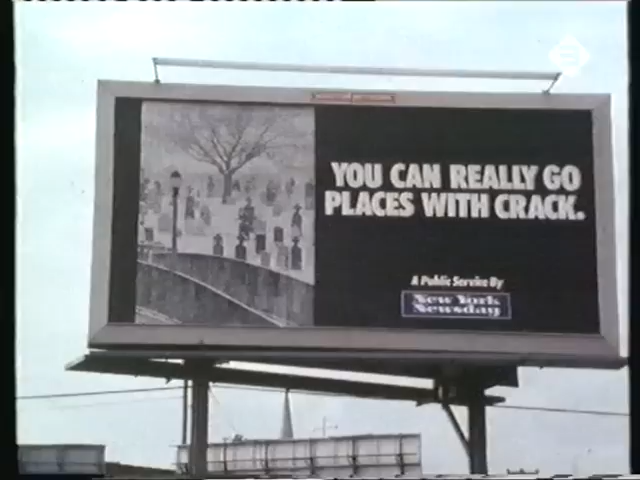 YOU CAN REALLY GO
PLACES WITH CRACK.
A Public Service By
New York
Newsday